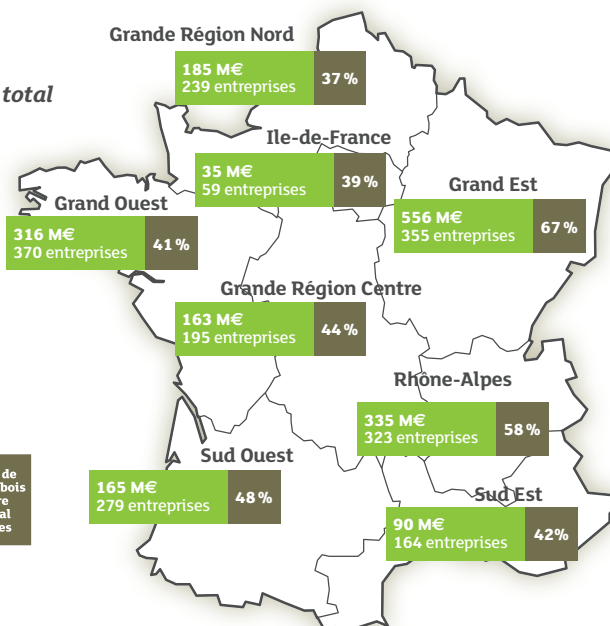 Grande Région Nord
185 M€
239 entreprises
37 %
total
Ile-de-France
35 M€
59 entreprises
39 %
Grand Est
556 M€
355 entreprises
67 %
Grand Ouest
316 M€
370 entreprises
41 %
Grande Région Centre
163 M€
195 entreprises
44 %
Rhône-Alpes
335 M€
323 entreprises
58 %
Sud Ouest
165 M€
279 entreprises
48 %
de
bois
re
al
es
Sud Est
90 M€
164 entreprises
42%